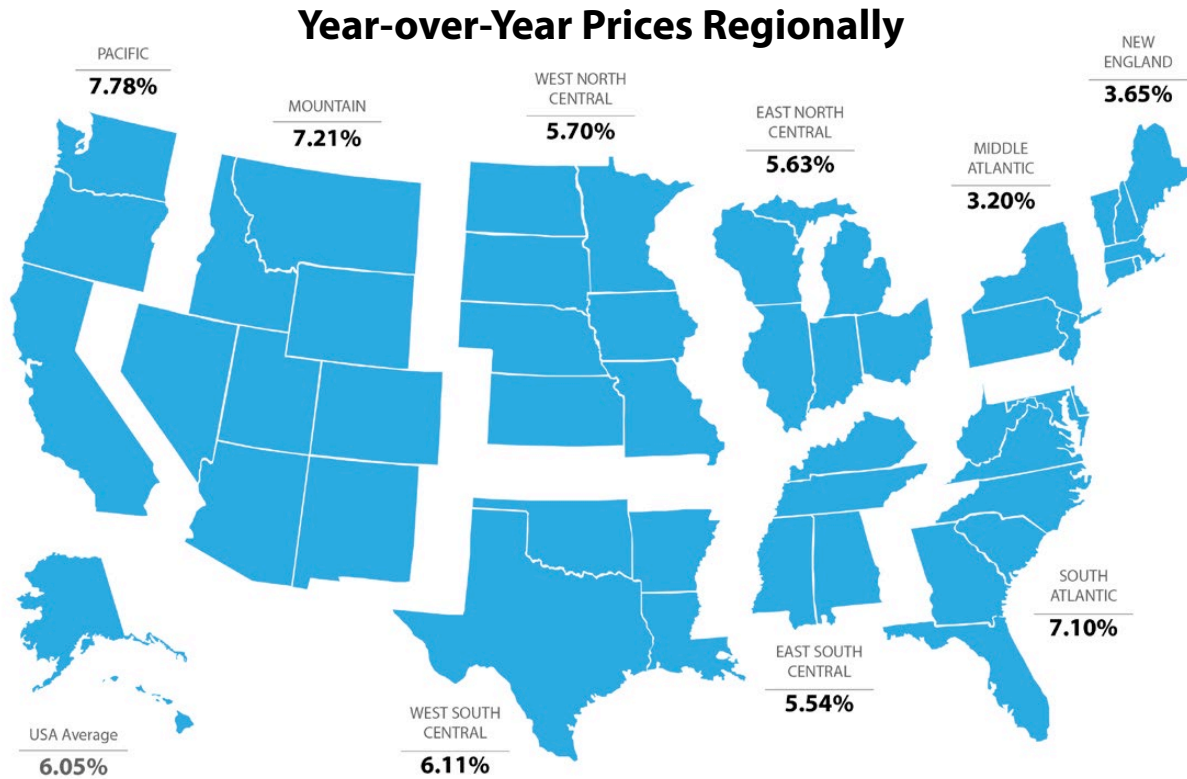 Year-over-Year Prices Regionally
PACIFIC
7.78%
MOUNTAIN
7.21%
WEST NORTH
CENTRAL
5.70%
EAST NORTH
CENTRAL
5.63%
MIDDLE
ATLANTIC
3.20%
NEW
ENGLAND
3.65%
SOUTH
ATLANTIC
7.10%
EAST SOUTH
CENTRAL
5.54%
WEST SOUTH
CENTRAL
6.11%
USA Average
6.05%